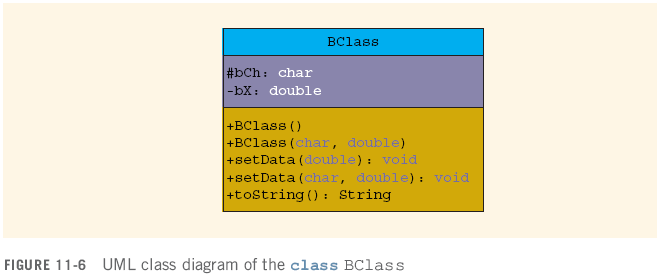 BClass
#bCh: char
-bX: double
+BClass()
+BClass(char, double)
+setData(double): void
+setData(char, double): void
+toString(): String
FIGURE 11-6 UML class diagram of the class BClass